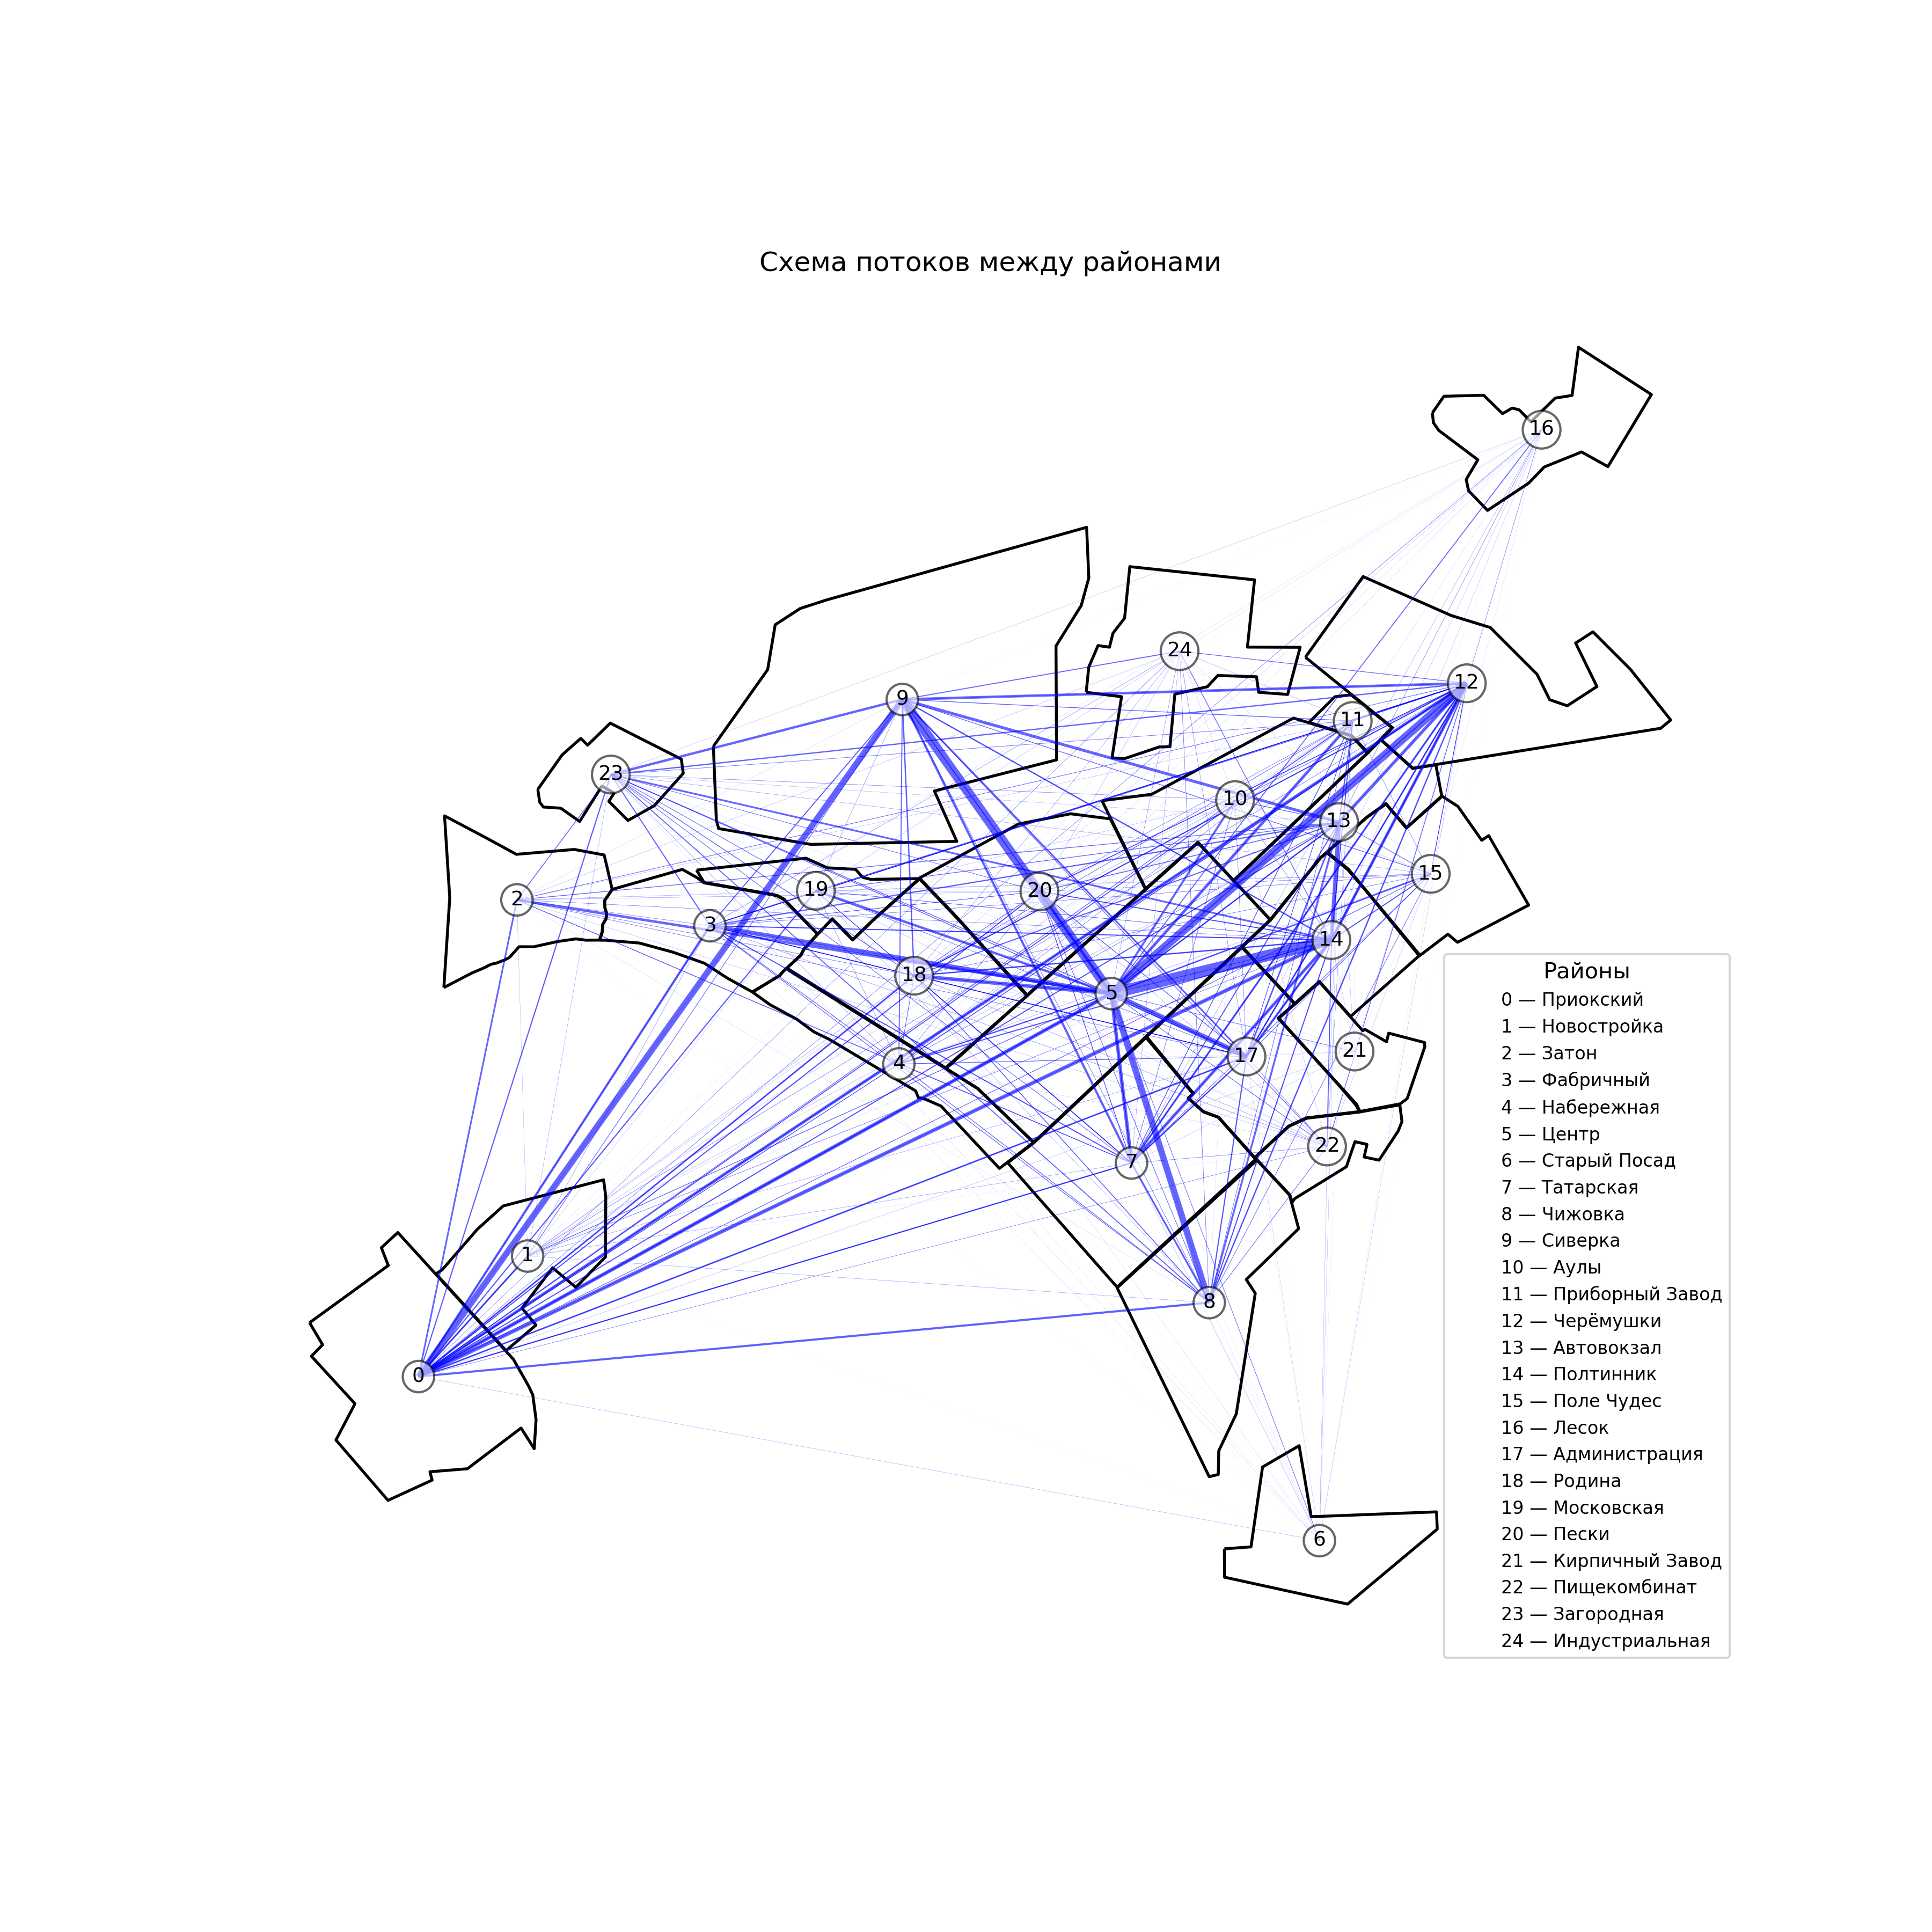 Схема потоков между районами
16
24
12
9
11
23
10
13
15
19
20
2
3
14
18
5
21
17
4
22
7
1
8
0
6
Районы
0 — Приокский
1 — Новостройка
2 — Затон
3 — Фабричный
4 — Набережная
5 — Центр
6 — Старый Посад
7 — Татарская
8 — Чижовка
9 — Сиверка
10 — Аулы
11 — Приборный Завод
12 — Черёмушки
13 — Автовокзал
14 — Полтинник
15 — Поле Чудес
16 — Лесок
17 — Администрация
18 — Родина
19 — Московская
20 — Пески
21 — Кирпичный Завод
22 — Пищекомбинат
23 — Загородная
24 — Индустриальная